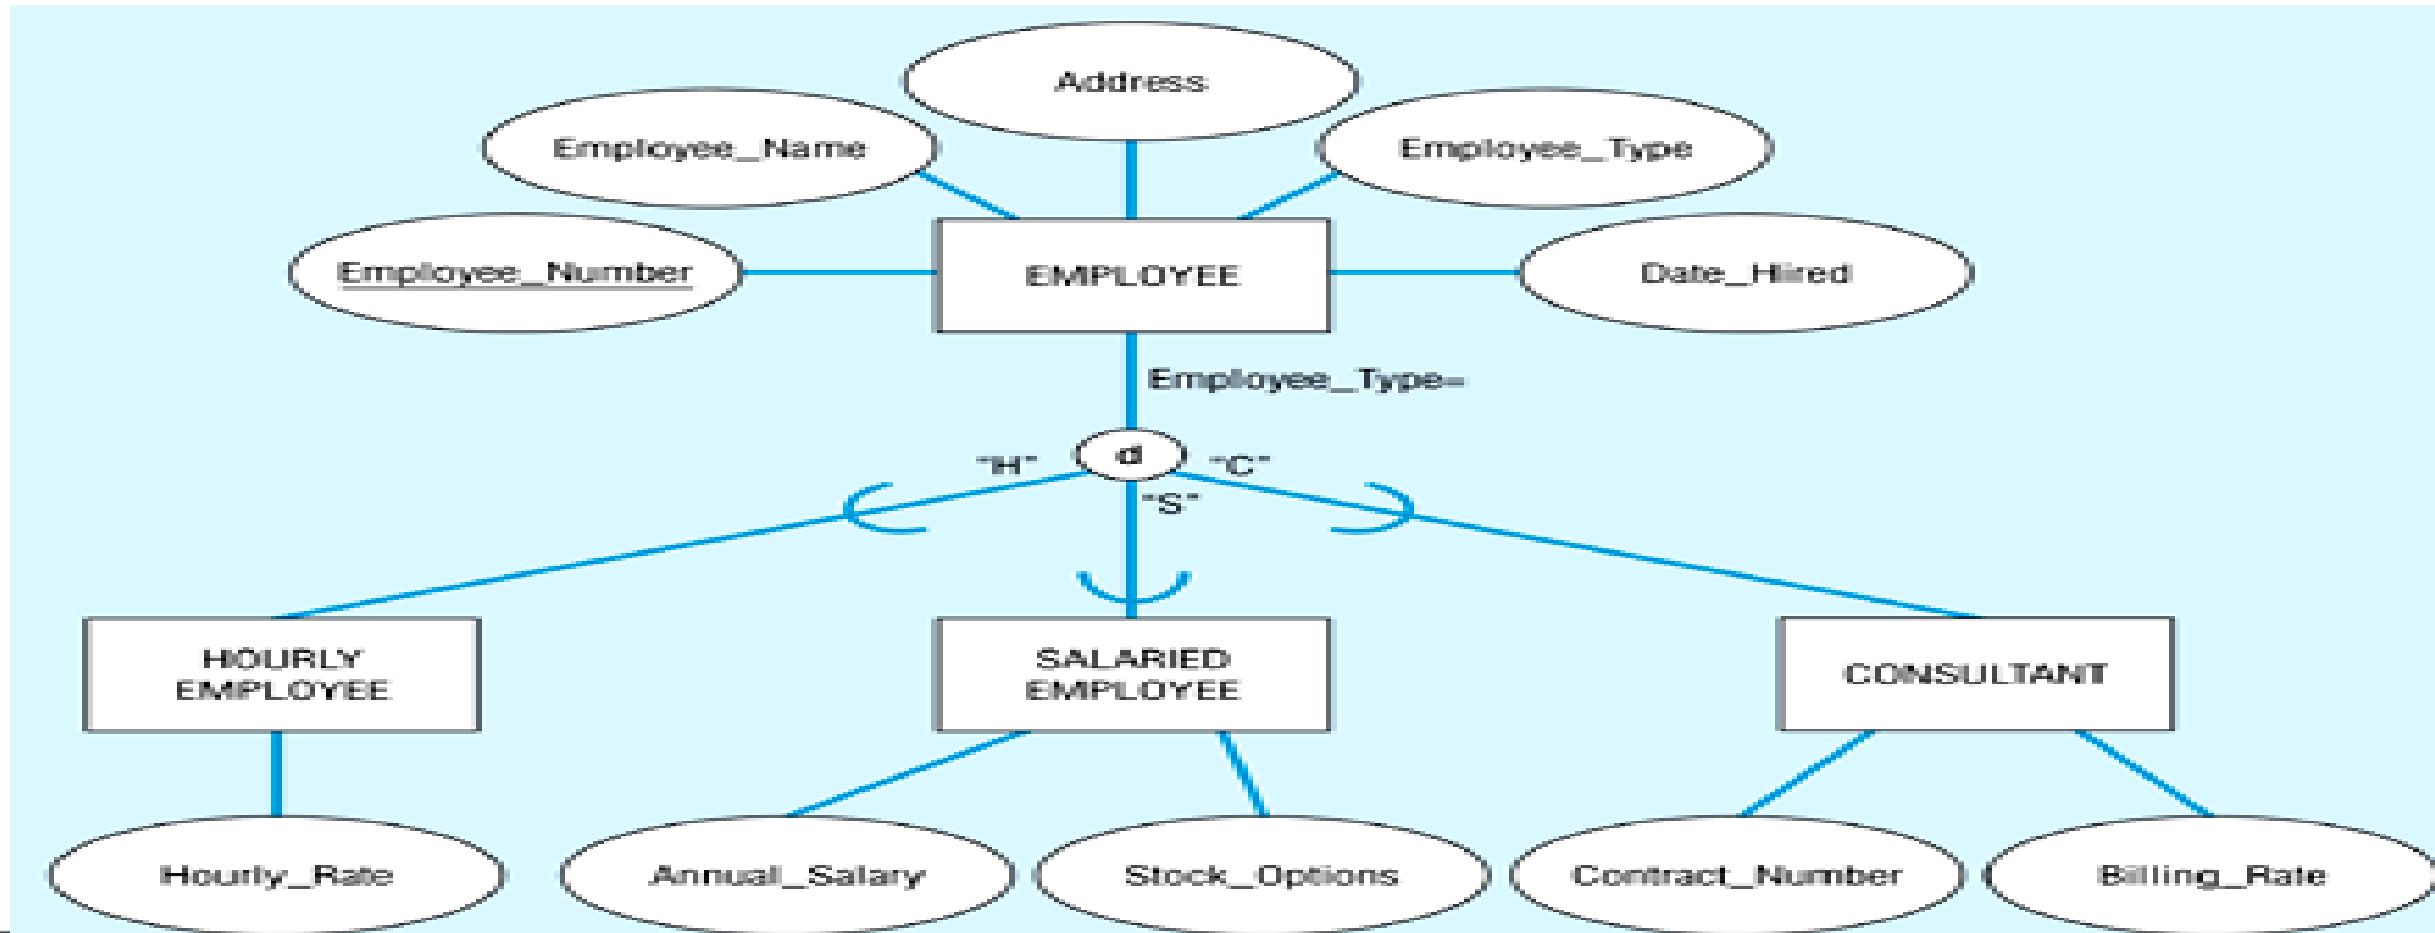 Address
Employee_Name
Employee_Type
Employee_Number
EMPLOYEE
Date_Hired
Employee_Type=
d
"H"
"C"
"S"
HOURLY
EMPLOYEE
SALARIED
EMPLOYEE
CONSULTANT
Hourly_Rate
Annual_Salary
Stock_Options
Contract_Number
Billing_Rate